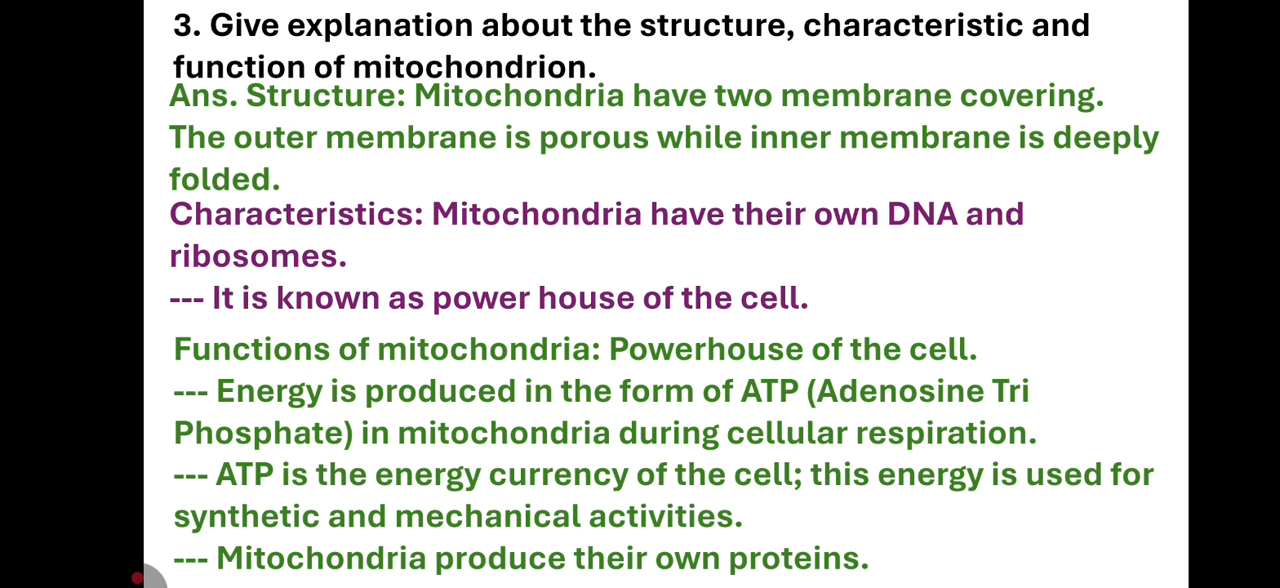 3. Give explanation about the structure, characteristic and
function of mitochondrion.
Ans. Structure: Mitochondria have two membrane covering.
The outer membrane is porous while inner membrane is deeply
folded.
Characteristics: Mitochondria have their own DNA and
ribosomes.
--- It is known as power house of the cell.
Functions of mitochondria: Powerhouse of the cell.
--- Energy is produced in the form of ATP (Adenosine Tri
Phosphate) in mitochondria during cellular respiration.
--- ATP is the energy currency of the cell; this energy is used for
synthetic and mechanical activities.
--- Mitochondria produce their own proteins.